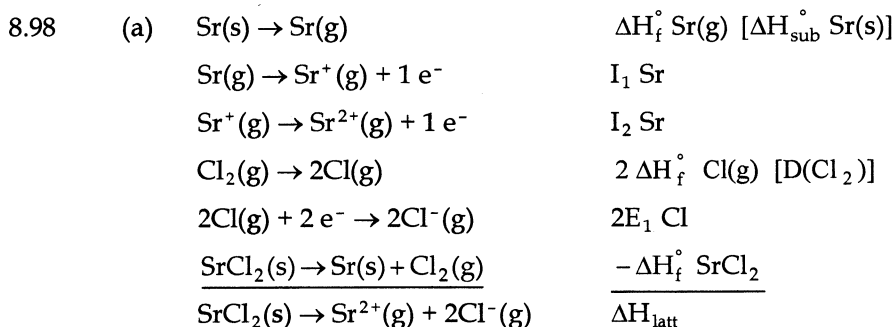 8.98 (a) Sr(s) → Sr(g) ΔH°f Sr(g) [ΔH°sub Sr(s)]
Sr(g) → Sr⁺(g) + 1 e⁻ I₁ Sr
Sr⁺(g) → Sr²⁺(g) + 1 e⁻ I₂ Sr
Cl₂(g) → 2Cl(g) 2 ΔH°f Cl(g) [D(Cl₂)]
2Cl(g) + 2 e⁻ → 2Cl⁻(g) 2E₁ Cl
SrCl₂(s) → Sr(s) + Cl₂(g) −ΔH°f SrCl₂
SrCl₂(s) → Sr²⁺(g) + 2Cl⁻(g) ΔHlatt